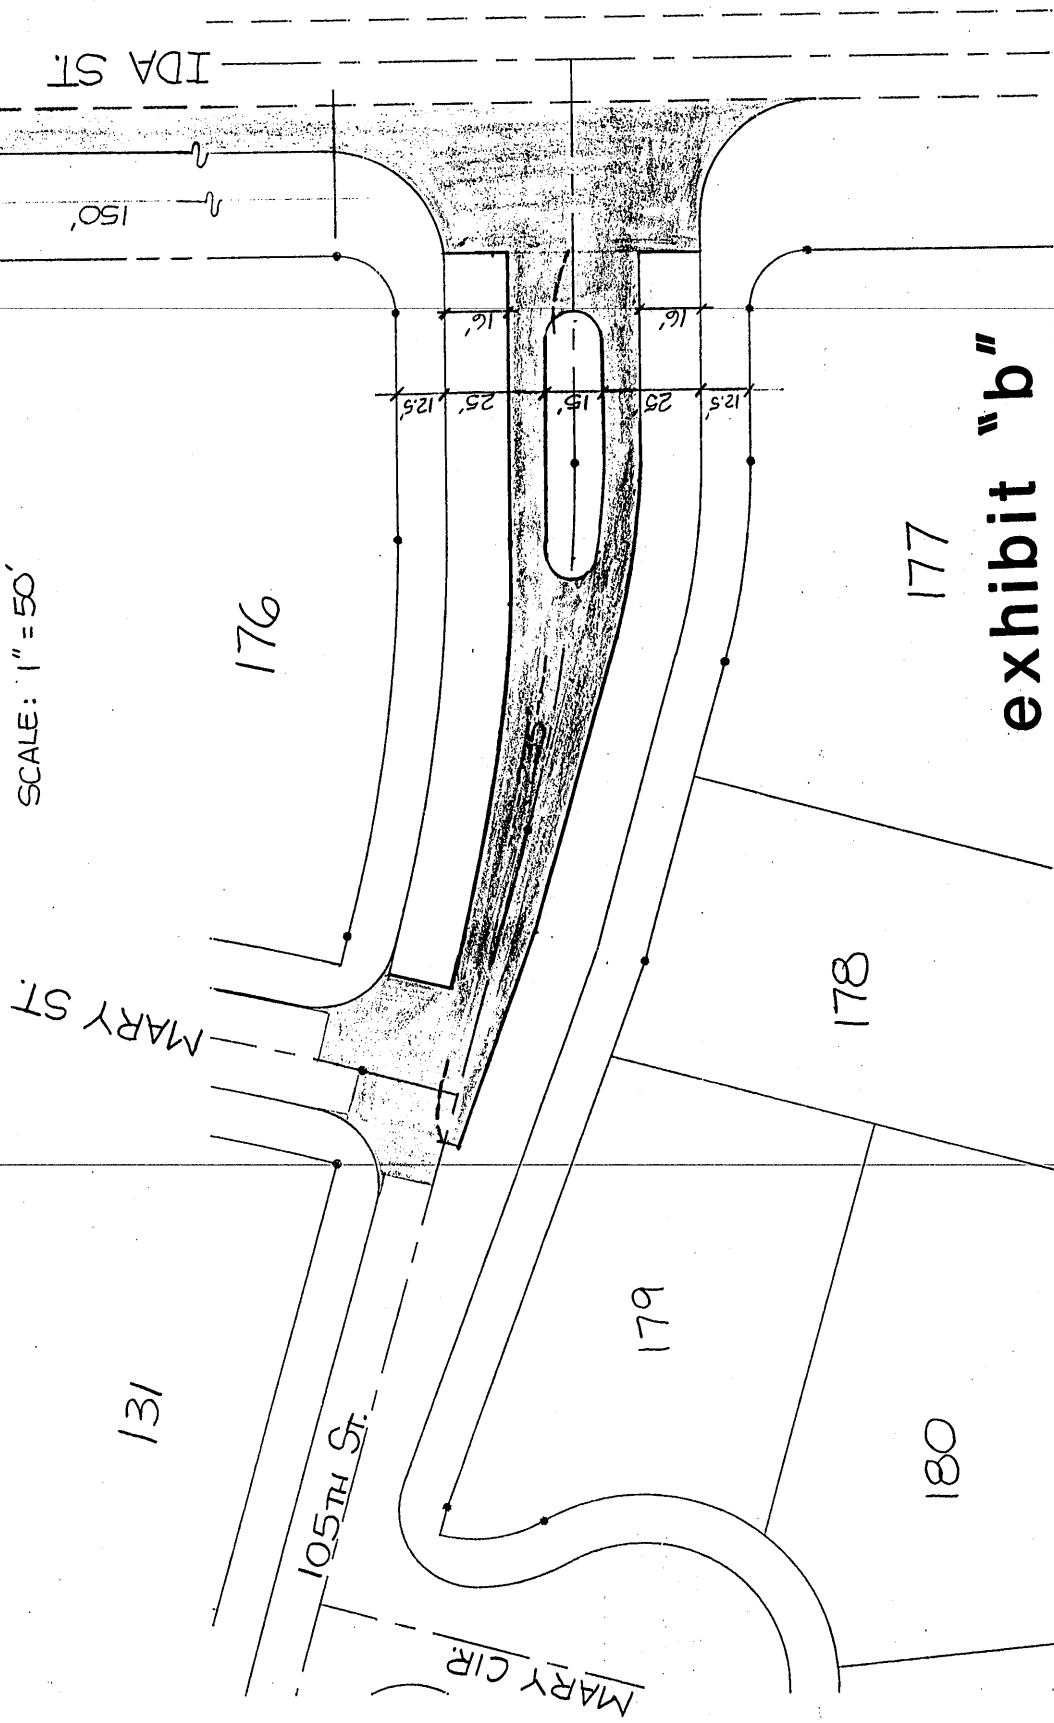 SCALE: 1" = 50'
IDA ST.
150'
16'
16'
12.5'
25'
15'
25'
12.5'
176
177
MARY ST.
178
131
105TH ST.
179
180
MARY CIR.
exhibit "b"